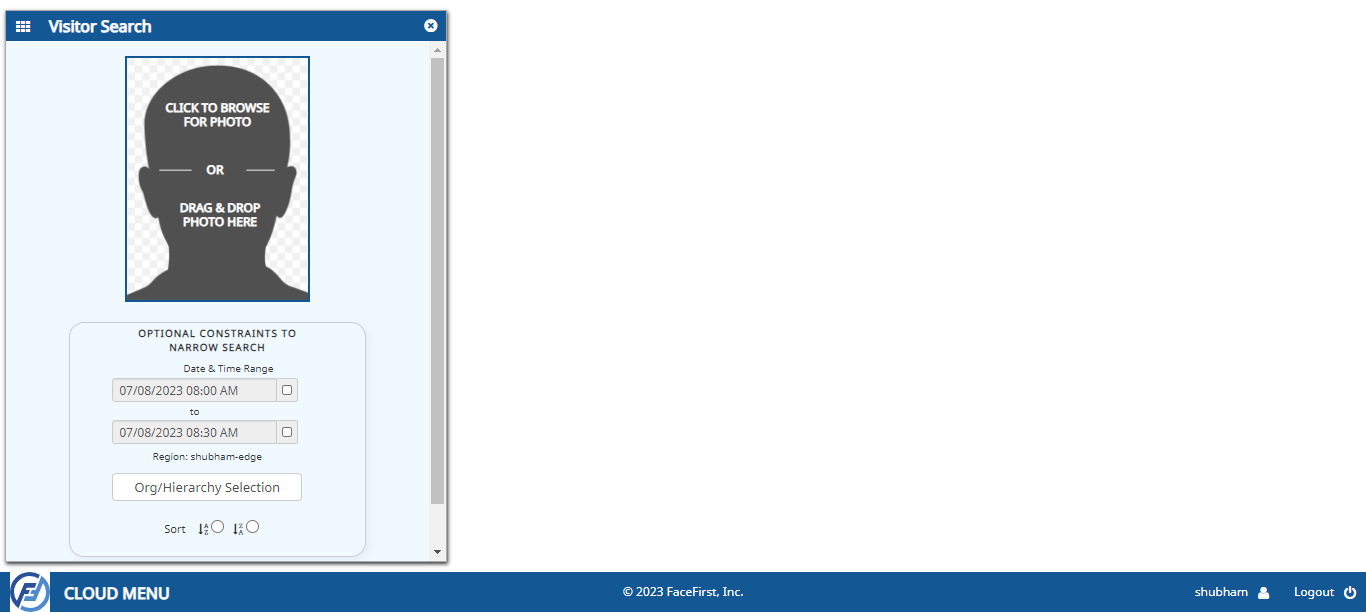 Visitor Search
CLICK TO BROWSE
FOR PHOTO
OR
DRAG & DROP
PHOTO HERE
OPTIONAL CONSTRAINTS TO
NARROW SEARCH
Date & Time Range
07/08/2023 08:00 AM
to
07/08/2023 08:30 AM
Region: shubham-edge
Org/Hierarchy Selection
Sort A Z Z A
CLOUD MENU
© 2023 FaceFirst, Inc.
shubham
Logout